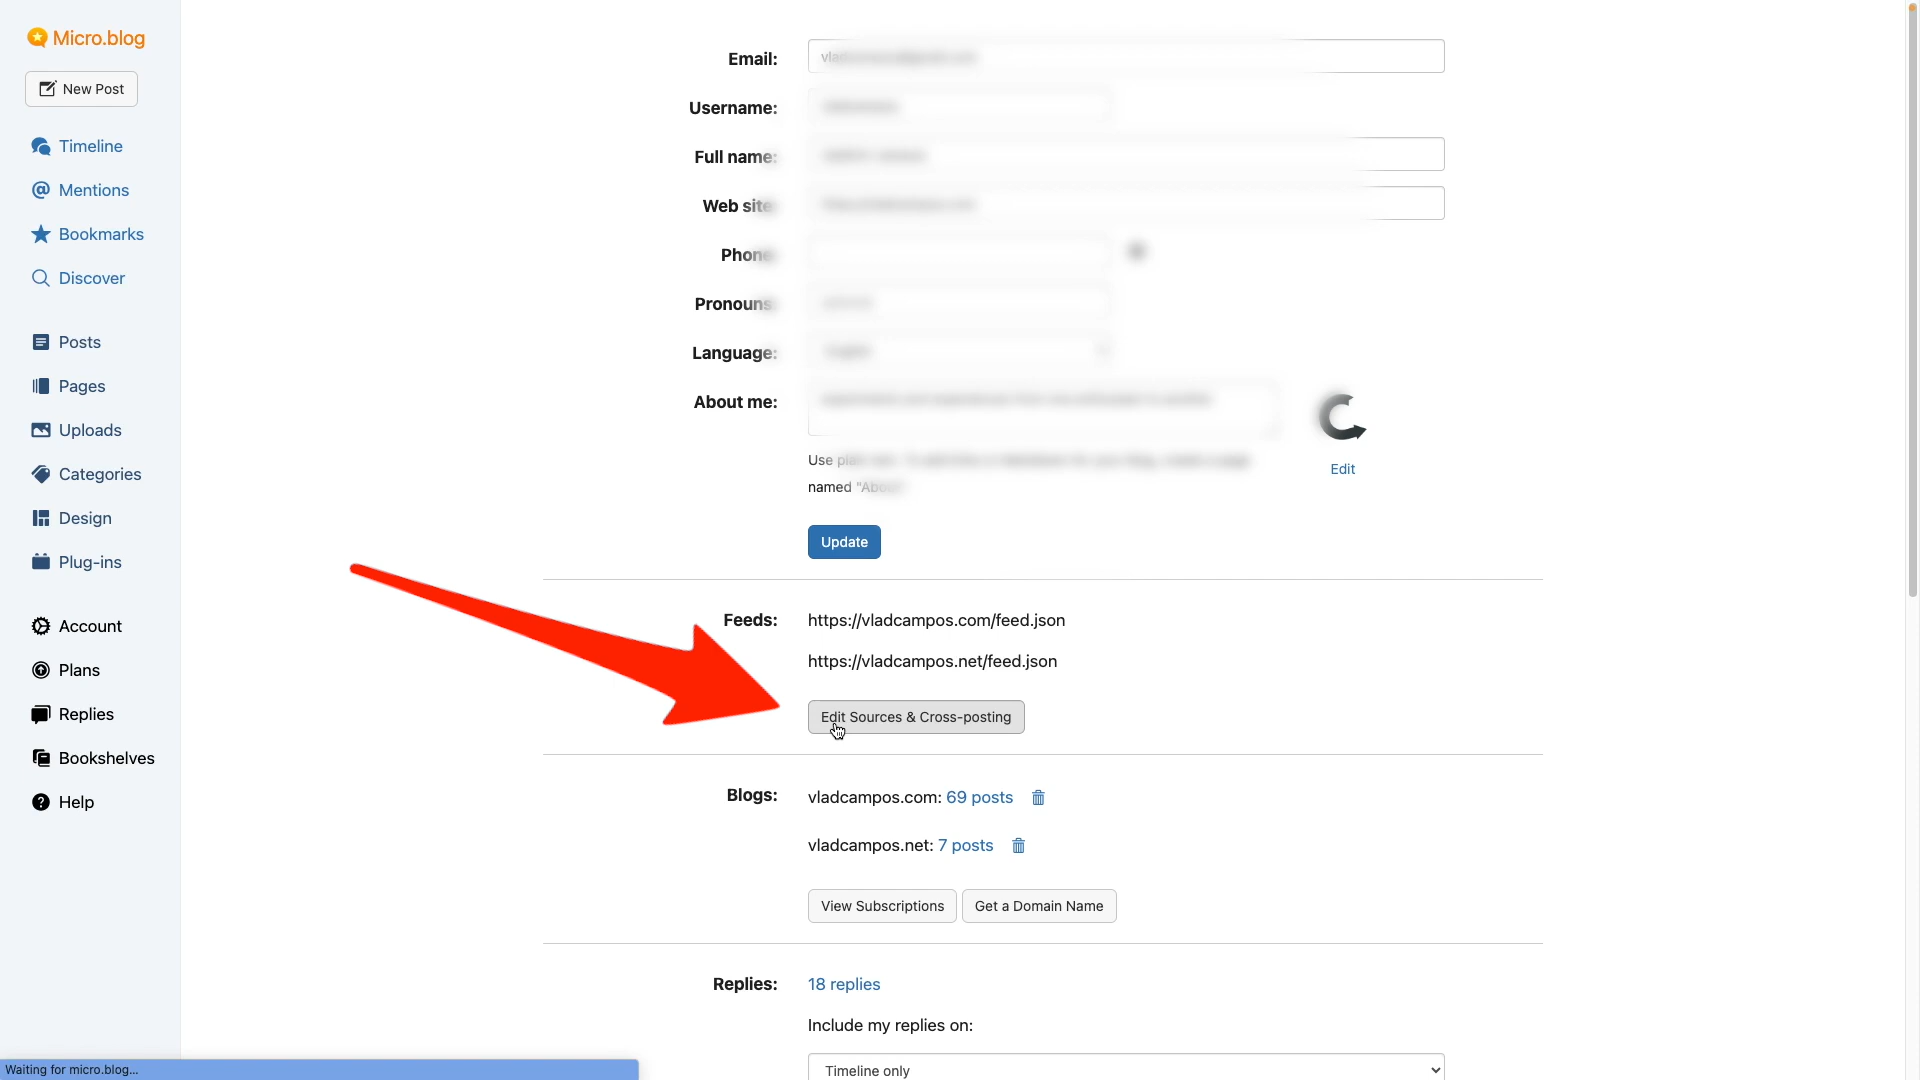 Micro.blog
New Post
Timeline
Mentions
Bookmarks
Discover
Posts
Pages
Uploads
Categories
Design
Plug-ins
Account
Plans
Replies
Bookshelves
Help
Email:
Username:
Full name:
Web site:
Phone
Pronouns:
Language:
About me:
Use
named
Edit
Update
Feeds: https://vladcampos.com/feed.json
https://vladcampos.net/feed.json
Edit Sources & Cross-posting
Blogs: vladcampos.com: 69 posts
vladcampos.net: 7 posts
View Subscriptions Get a Domain Name
Replies: 18 replies
Include my replies on:
Timeline only
Waiting for micro.blog...